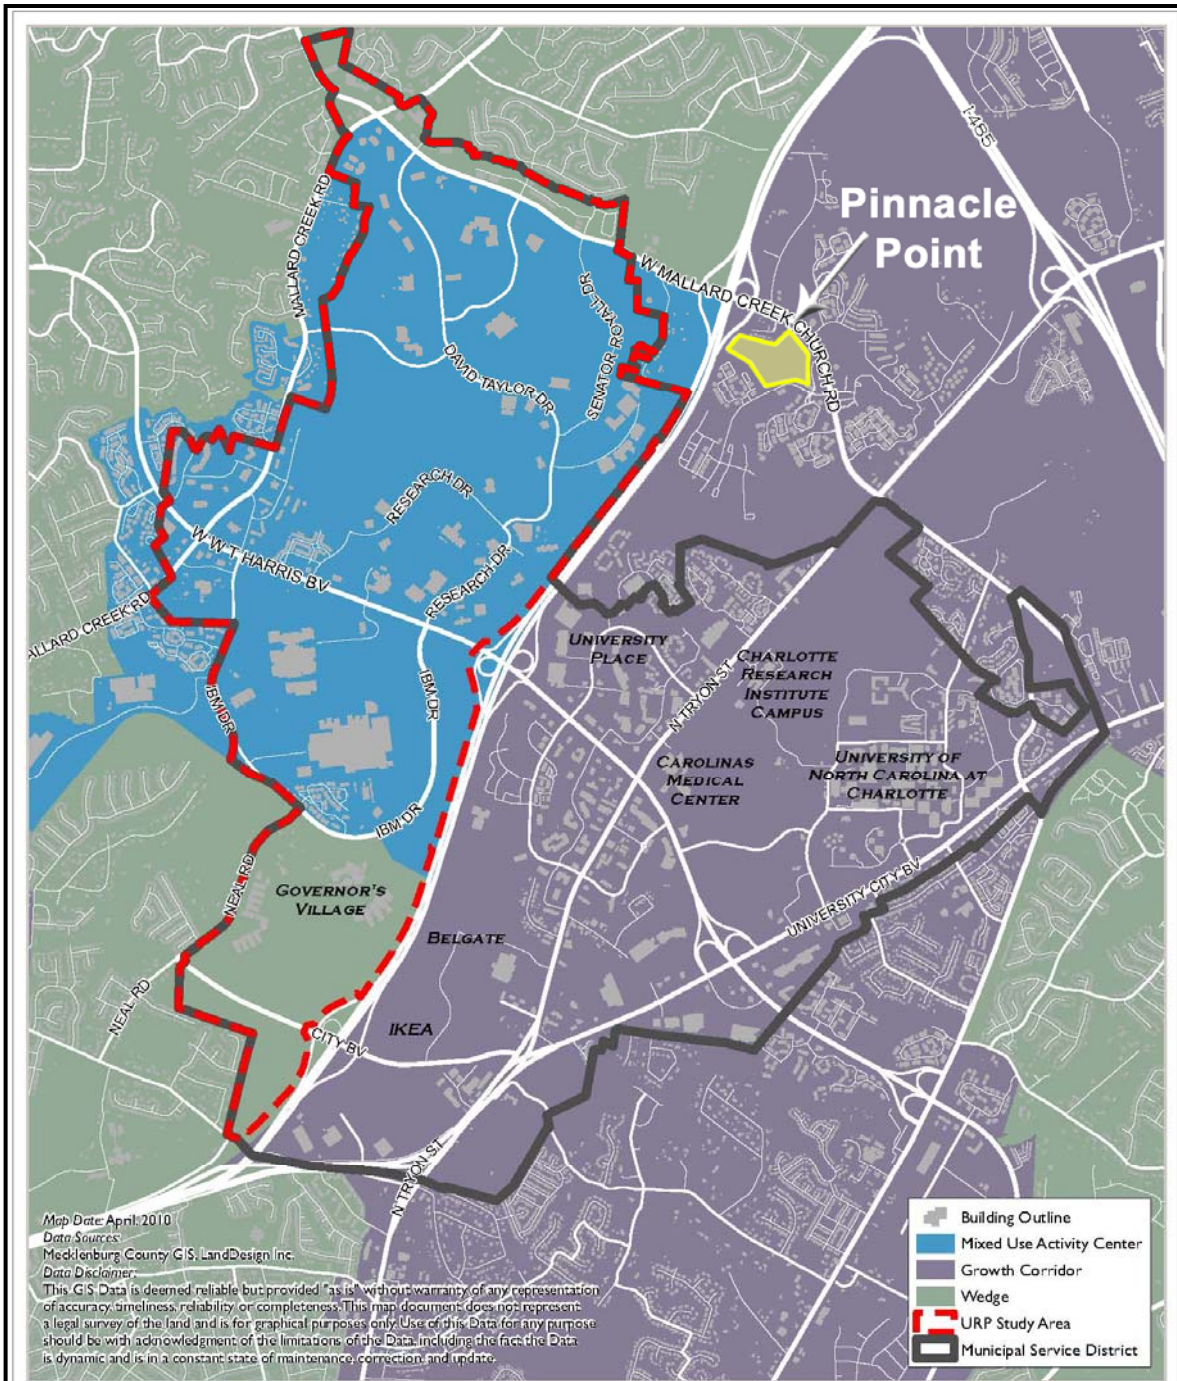 I-485
Pinnacle
Point
MALLARD CREEK RD
W MALLARD CREEK CHURCH RD
SENATOR ROYALL DR
DAVID TAYLOR DR
RESEARCH DR
W W T HARRIS BV
RESEARCH DR
ALLARD CREEK RD
UNIVERSITY
PLACE
CHARLOTTE
RESEARCH
INSTITUTE
CAMPUS
N TRYON ST
IBM DR
IBM DR
CAROLINAS
MEDICAL
CENTER
UNIVERSITY OF
NORTH CAROLINA AT
CHARLOTTE
IBM DR
NEAL RD
GOVERNOR'S
VILLAGE
UNIVERSITY CITY BV
BELGATE
NEAL RD
CITY BV
IKEA
N TRYON ST
Map Date: April, 2010
Data Sources:
Mecklenburg County GIS, LandDesign Inc.
Data Disclaimer:
This GIS Data is deemed reliable but provided "as is" without warranty of any representation
of accuracy, timeliness, reliability or completeness. This map document does not represent
a legal survey of the land and is for graphical purposes only. Use of this Data for any purpose
should be with acknowledgment of the limitations of the Data, including the fact the Data
is dynamic and is in a constant state of maintenance, correction, and update.
Building Outline
Mixed Use Activity Center
Growth Corridor
Wedge
URP Study Area
Municipal Service District